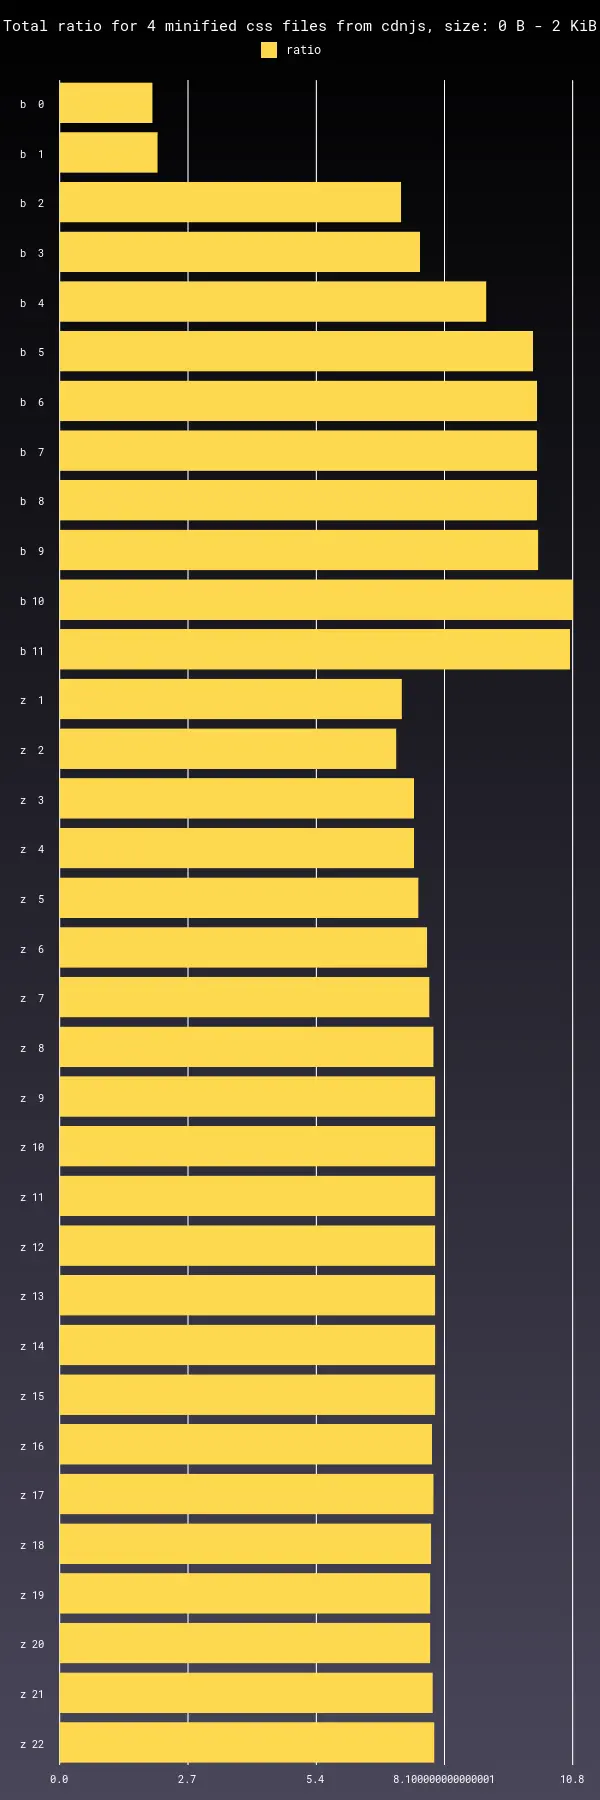 Total ratio for 4 minified css files from cdnjs, size: 0 B - 2 KiB
ratio
b 0
b 1
b 2
b 3
b 4
b 5
b 6
b 7
b 8
b 9
b 10
b 11
z 1
z 2
z 3
z 4
z 5
z 6
z 7
z 8
z 9
z 10
z 11
z 12
z 13
z 14
z 15
z 16
z 17
z 18
z 19
z 20
z 21
z 22
0.0 2.7 5.4 8.100000000000001 10.8